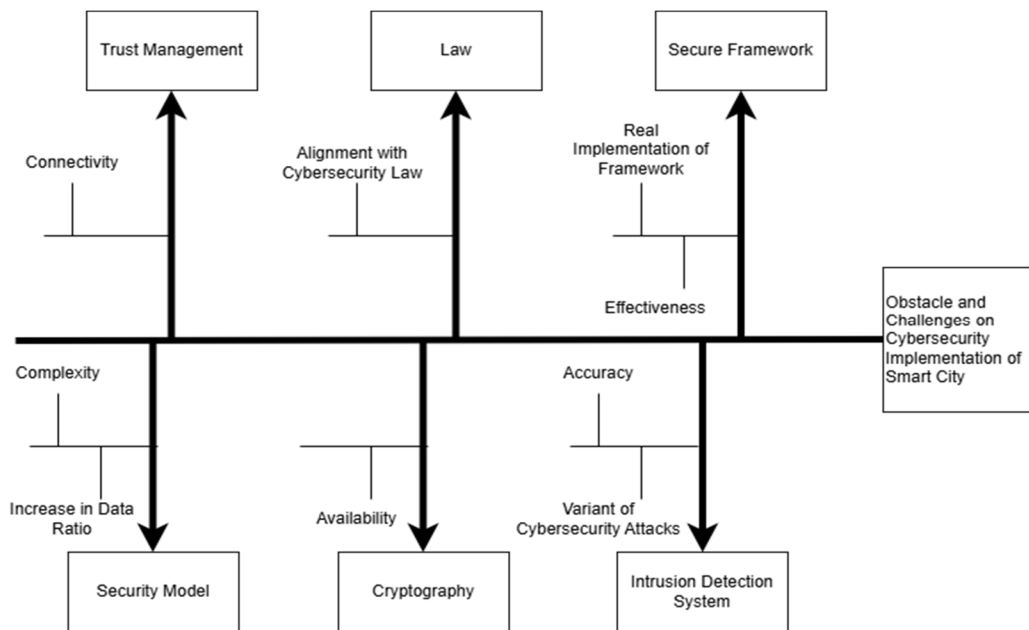 Trust Management
Law
Secure Framework
Connectivity
Alignment with
Cybersecurity Law
Real
Implementation of
Framework
Effectiveness
Obstacle and
Challenges on
Cybersecurity
Implementation of
Smart City
Complexity
Accuracy
Increase in Data
Ratio
Availability
Variant of
Cybersecurity Attacks
Security Model
Cryptography
Intrusion Detection
System